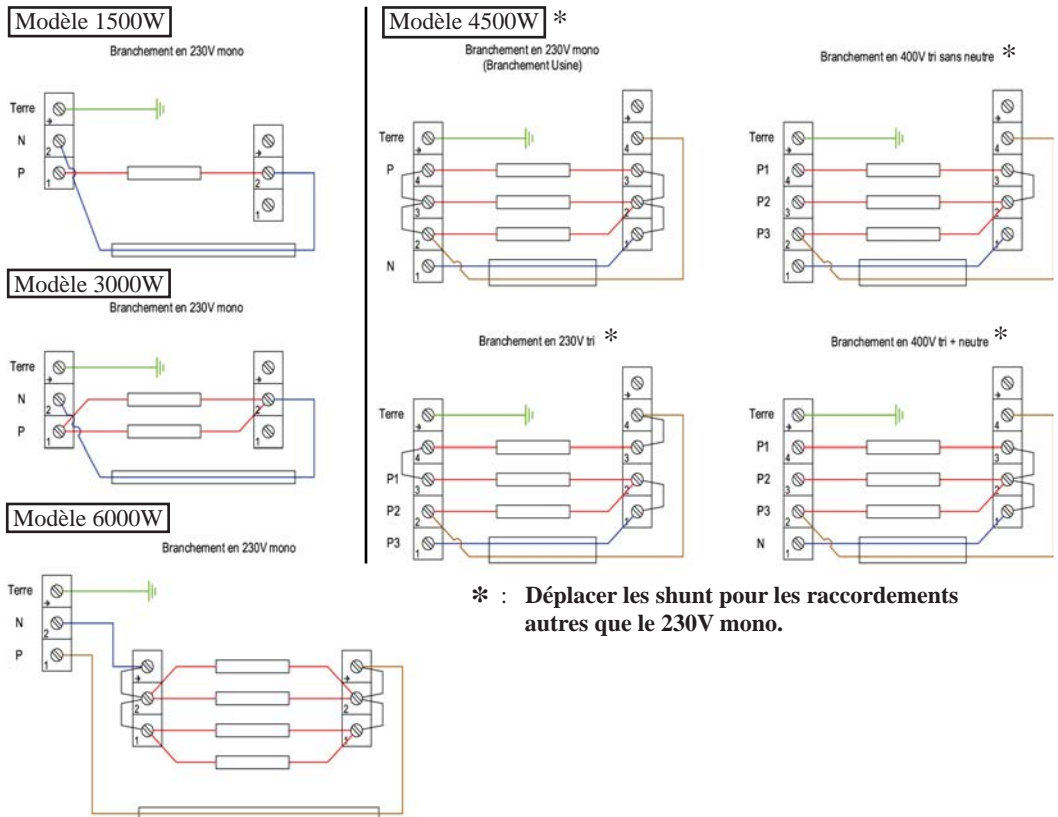 Modèle 1500W
Branchement en 230V mono
Terre
N
2
P
1
2
1
Modèle 3000W
Branchement en 230V mono
Terre
N
2
P
1
2
1
Modèle 6000W
Branchement en 230V mono
Terre
N
2
P
1
2
1
2
1
Modèle 4500W *
Branchement en 230V mono
(Branchement Usine)
Terre
P
4
3
2
N
1
4
3
2
1
Branchement en 400V tri sans neutre *
Terre
P1
4
P2
3
P3
2
1
4
3
2
1
Branchement en 230V tri *
Terre
4
P1
3
P2
2
P3
1
4
3
2
1
Branchement en 400V tri + neutre *
Terre
P1
4
P2
3
P3
2
N
1
4
3
2
1
* : Déplacer les shunt pour les raccordements
autres que le 230V mono.